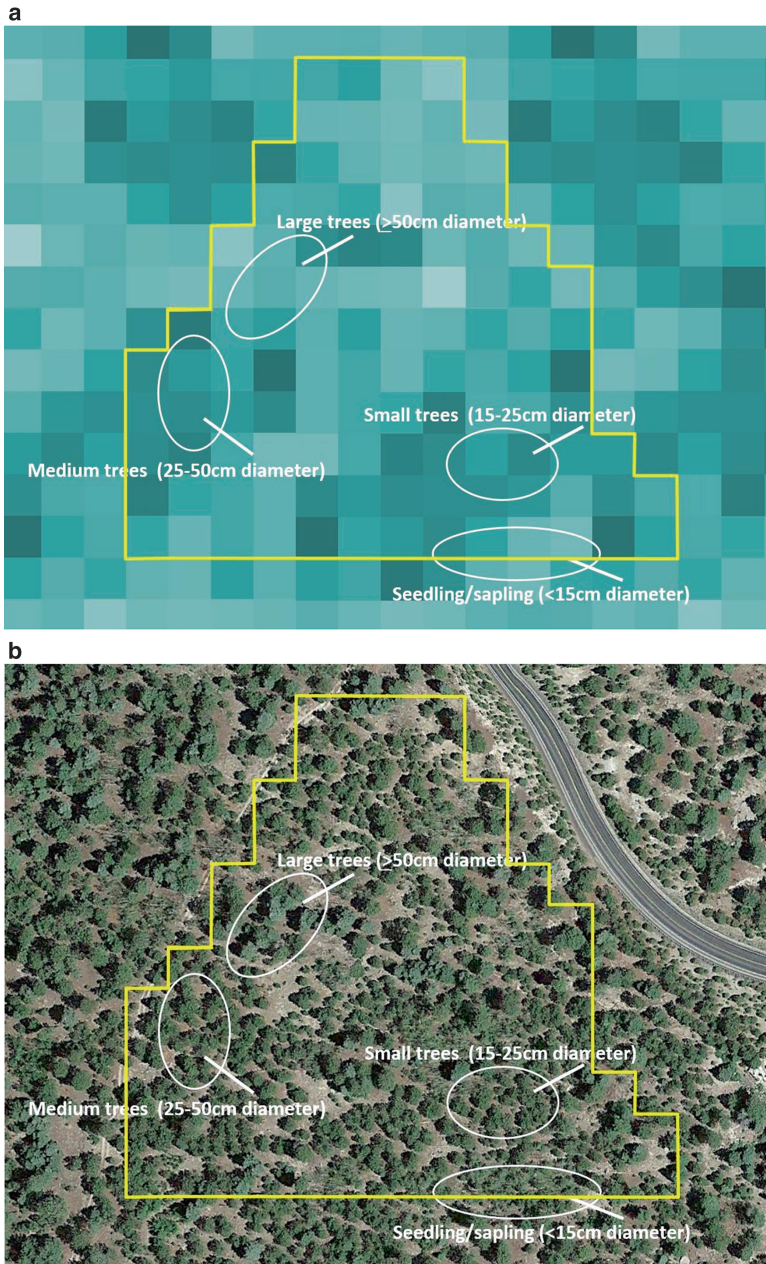 a
Large trees (≥50cm diameter)
Small trees (15-25cm diameter)
Medium trees (25-50cm diameter)
Seedling/sapling (<15cm diameter)
b
Large trees (≥50cm diameter)
Small trees (15-25cm diameter)
Medium trees (25-50cm diameter)
Seedling/sapling (<15cm diameter)